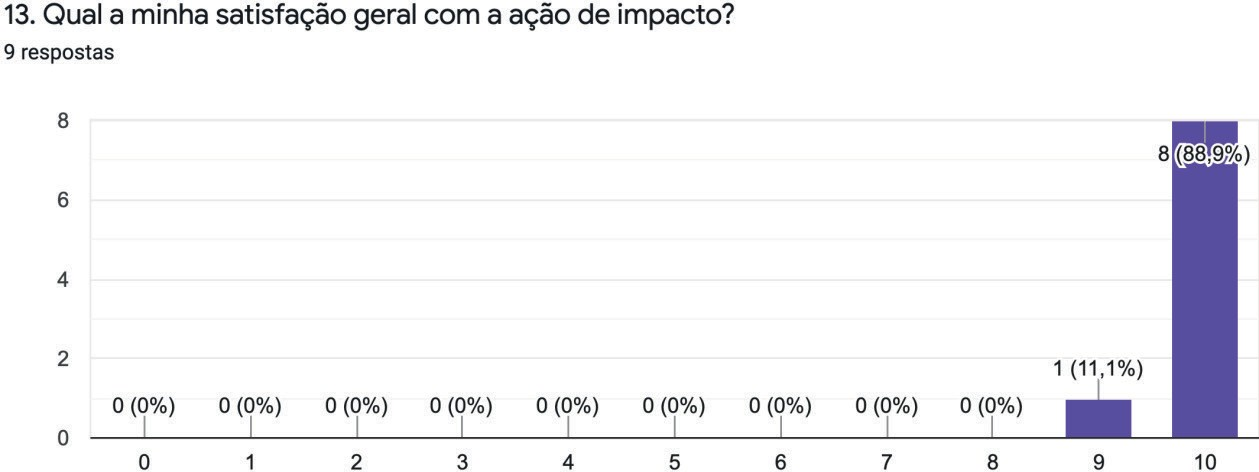 13. Qual a minha satisfação geral com a ação de impacto?
9 respostas
8
8 (88,9%)
6
4
2
1 (11,1%)
0 (0%) 0 (0%) 0 (0%) 0 (0%) 0 (0%) 0 (0%) 0 (0%) 0 (0%) 0 (0%)
0
0 1 2 3 4 5 6 7 8 9 10